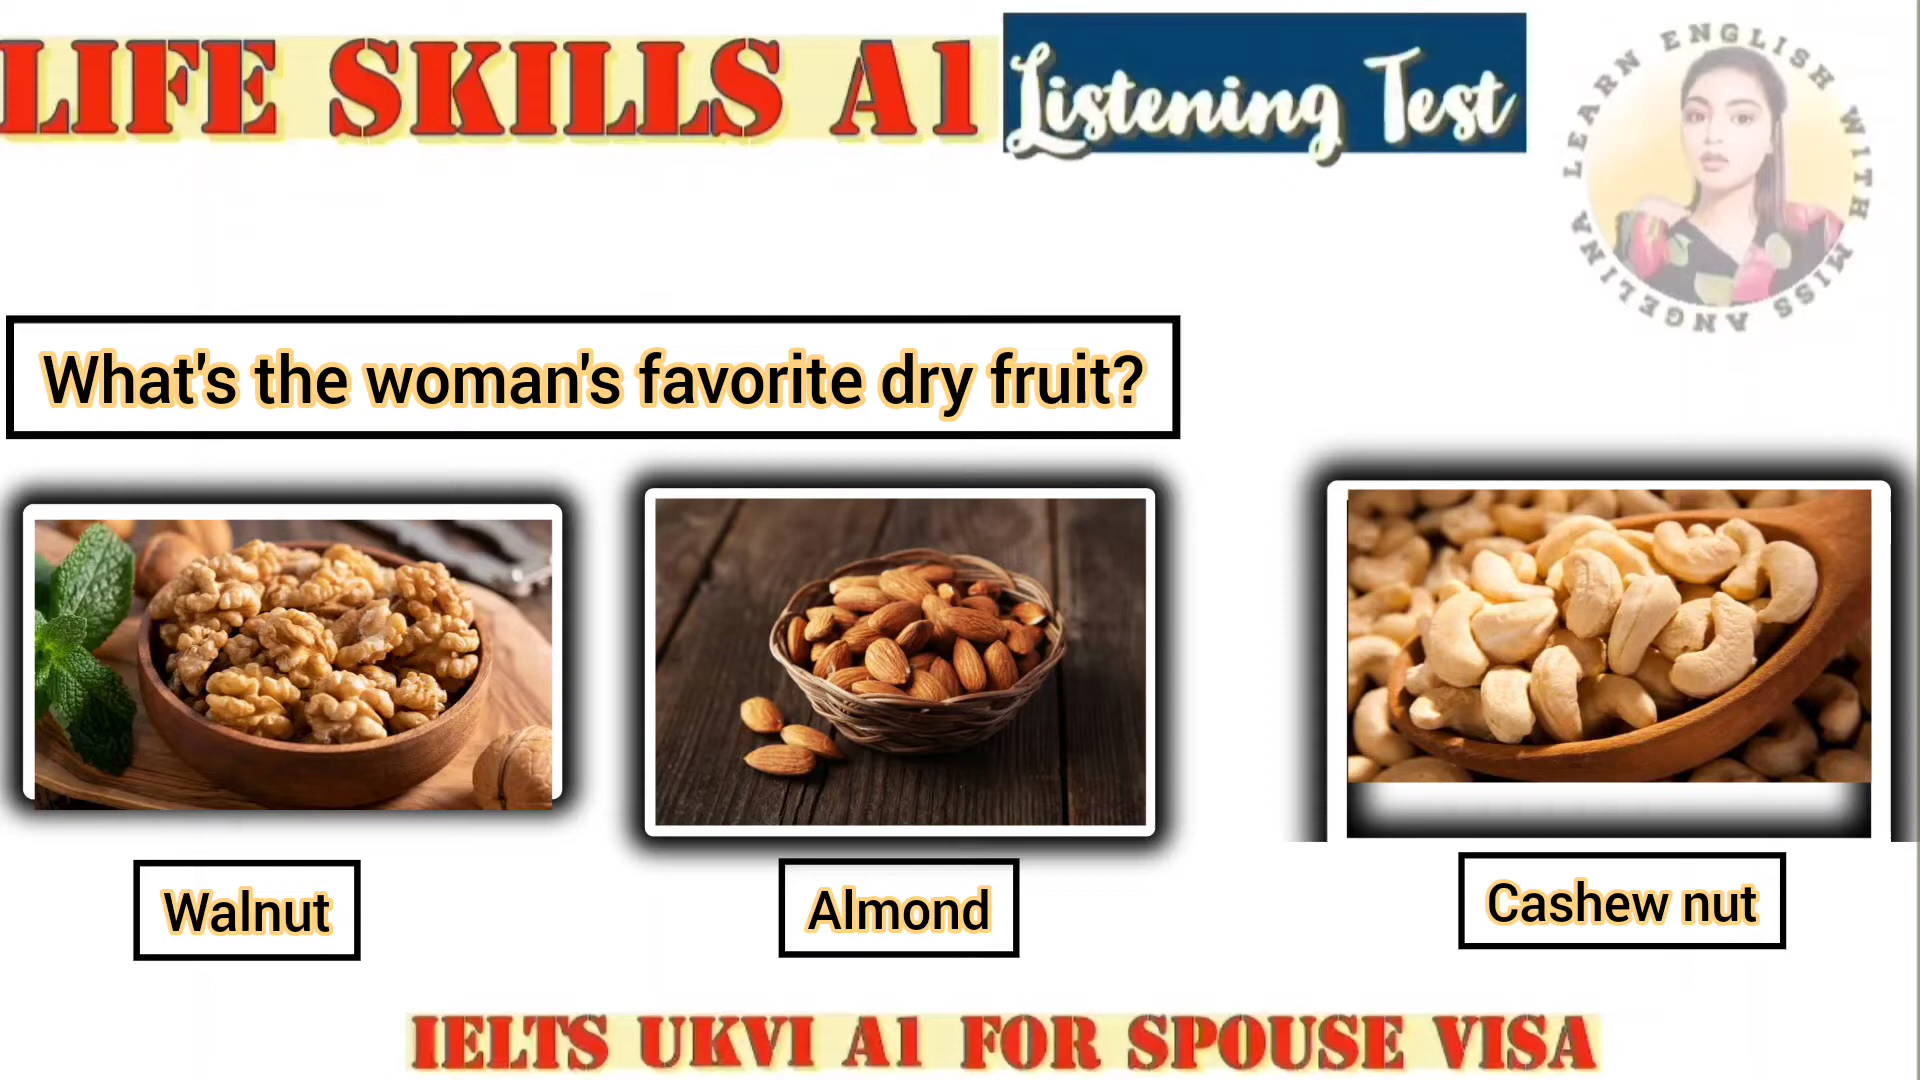 LIFE SKILLS A1 Listening Test
LEARN ENGLISH WITH MISS ANGELINA
What's the woman's favorite dry fruit?
Walnut
Almond
Cashew nut
IELTS UKVI A1 FOR SPOUSE VISA